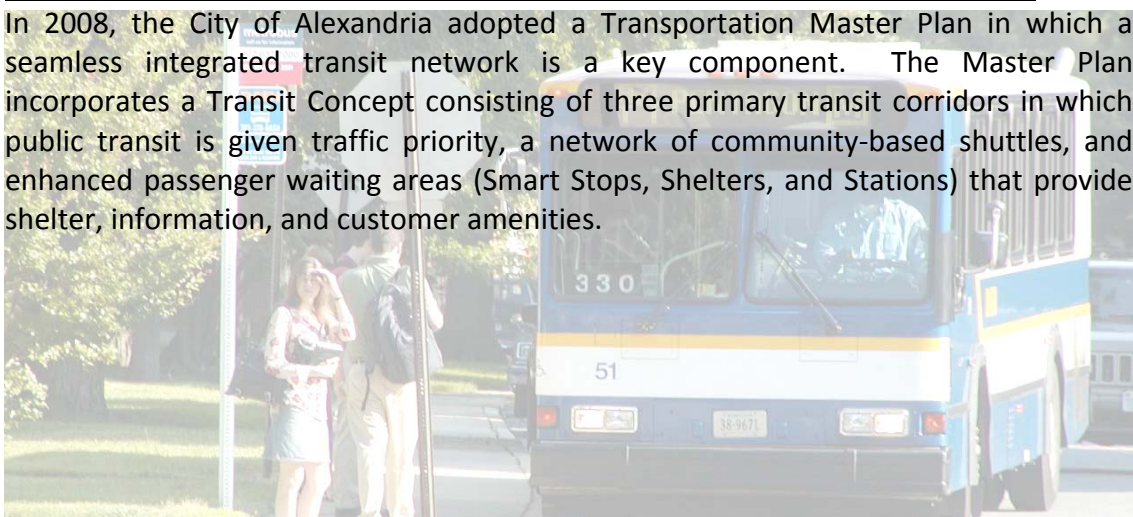 In 2008, the City of Alexandria adopted a Transportation Master Plan in which a
seamless integrated transit network is a key component. The Master Plan
incorporates a Transit Concept consisting of three primary transit corridors in which
public transit is given traffic priority, a network of community-based shuttles, and
enhanced passenger waiting areas (Smart Stops, Shelters, and Stations) that provide
shelter, information, and customer amenities.
330
51
38-967L